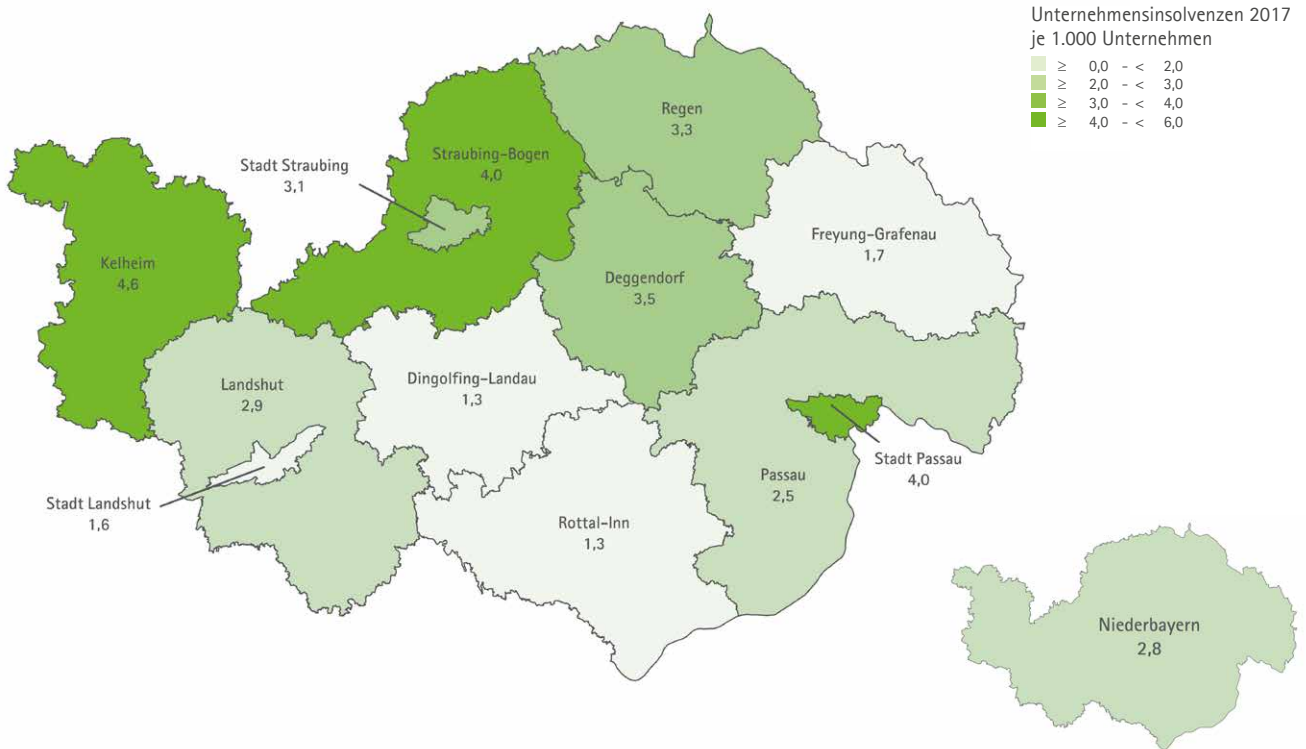 Unternehmensinsolvenzen 2017
je 1.000 Unternehmen
≥ 0,0 - < 2,0
≥ 2,0 - < 3,0
≥ 3,0 - < 4,0
≥ 4,0 - < 6,0
Regen
3,3
Straubing-Bogen
4,0
Stadt Straubing
3,1
Freyung-Grafenau
1,7
Kelheim
4,6
Deggendorf
3,5
Landshut
2,9
Dingolfing-Landau
1,3
Stadt Passau
4,0
Passau
2,5
Stadt Landshut
1,6
Rottal-Inn
1,3
Niederbayern
2,8